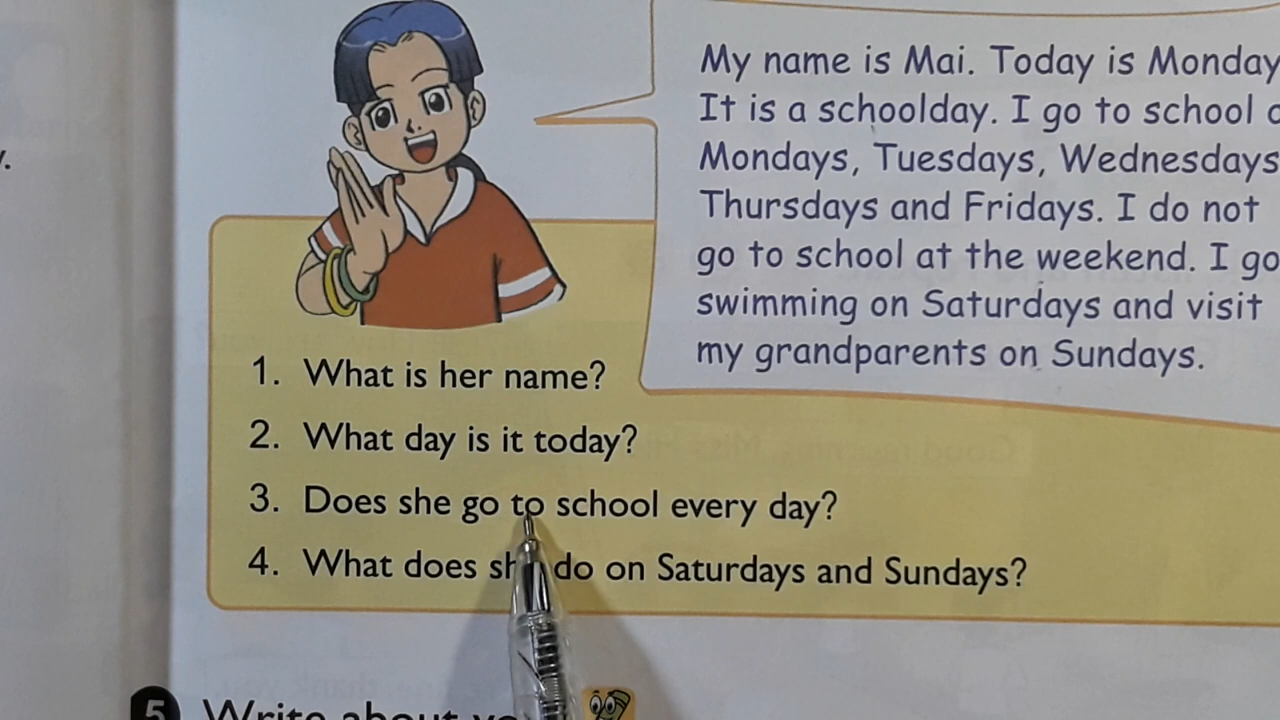 My name is Mai. Today is Monday
It is a schoolday. I go to school
Mondays, Tuesdays, Wednesdays
Thursdays and Fridays. I do not
go to school at the weekend. I go
swimming on Saturdays and visit
my grandparents on Sundays.
1. What is her name?
2. What day is it today?
3. Does she go to school every day?
4. What does do on Saturdays and Sundays?
5 Write about